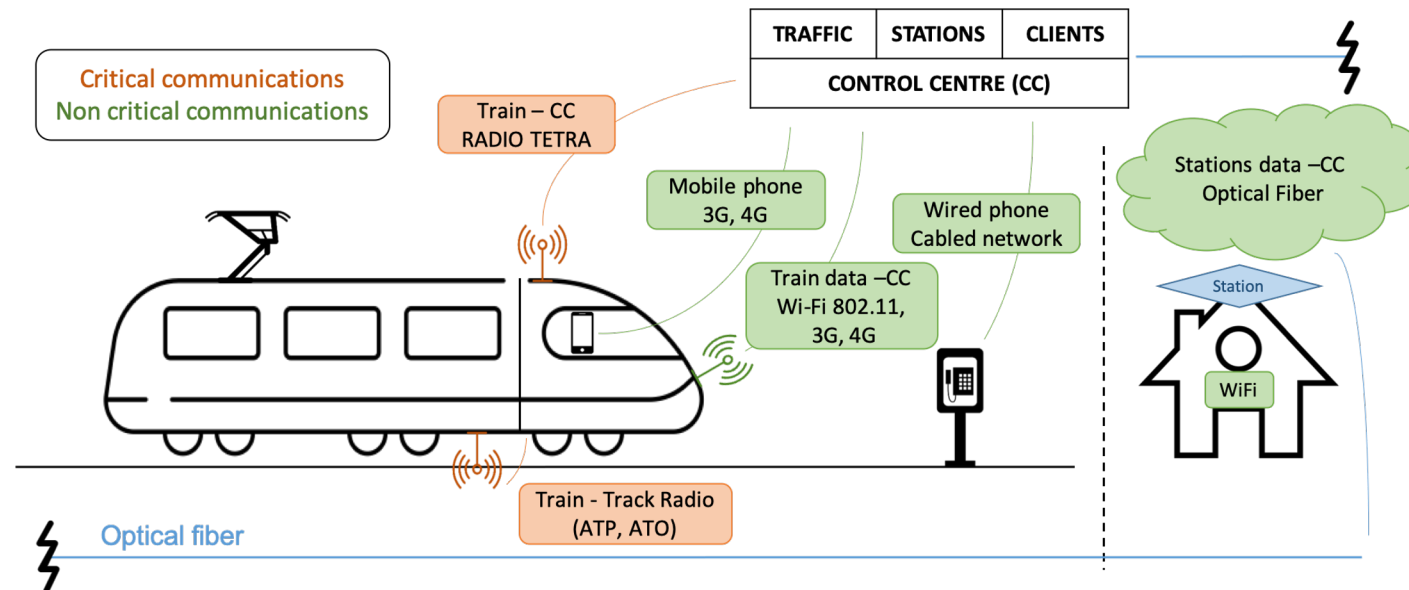 TRAFFIC
STATIONS
CLIENTS
CONTROL CENTRE (CC)
Critical communications
Non critical communications
Train – CC
RADIO TETRA
Mobile phone
3G, 4G
Wired phone
Cabled network
Stations data –CC
Optical Fiber
Train data –CC
Wi-Fi 802.11,
3G, 4G
Station
WiFi
Train - Track Radio
(ATP, ATO)
Optical fiber